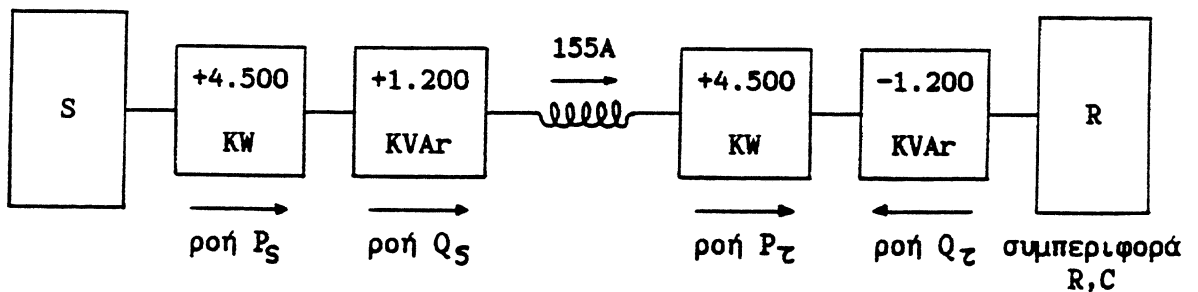 155A
S
+4.500
KW
+1.200
KVAr
+4.500
KW
-1.200
KVAr
R
ροή P_S
ροή Q_S
ροή P_τ
ροή Q_τ
συμπεριφορά
R,C